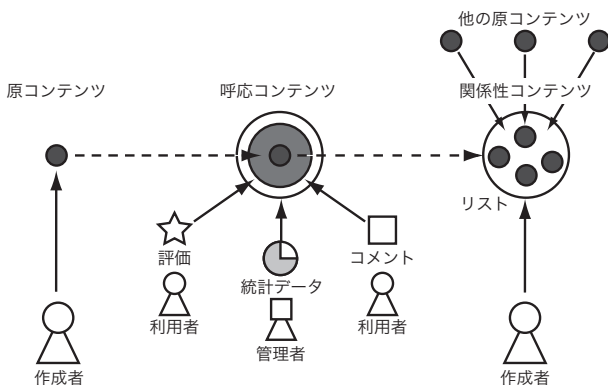 他の原コンテンツ
原コンテンツ
呼応コンテンツ
関係性コンテンツ
リスト
評価
コメント
統計データ
利用者
利用者
管理者
作成者
作成者